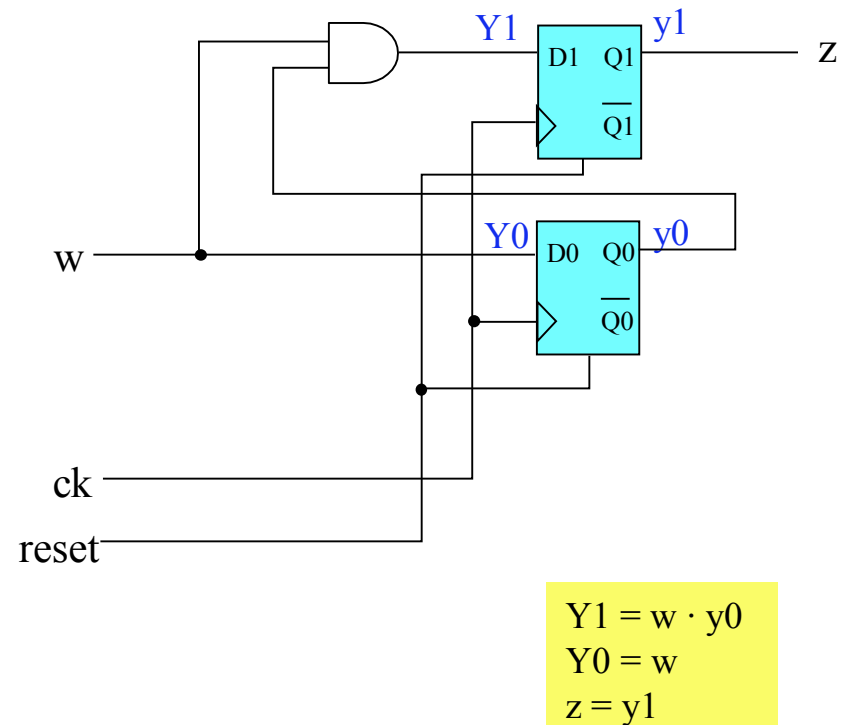 Y1
y1
D1
Q1
z
Q1
Y0
y0
w
D0
Q0
Q0
ck
reset
Y1 = w · y0
Y0 = w
z = y1